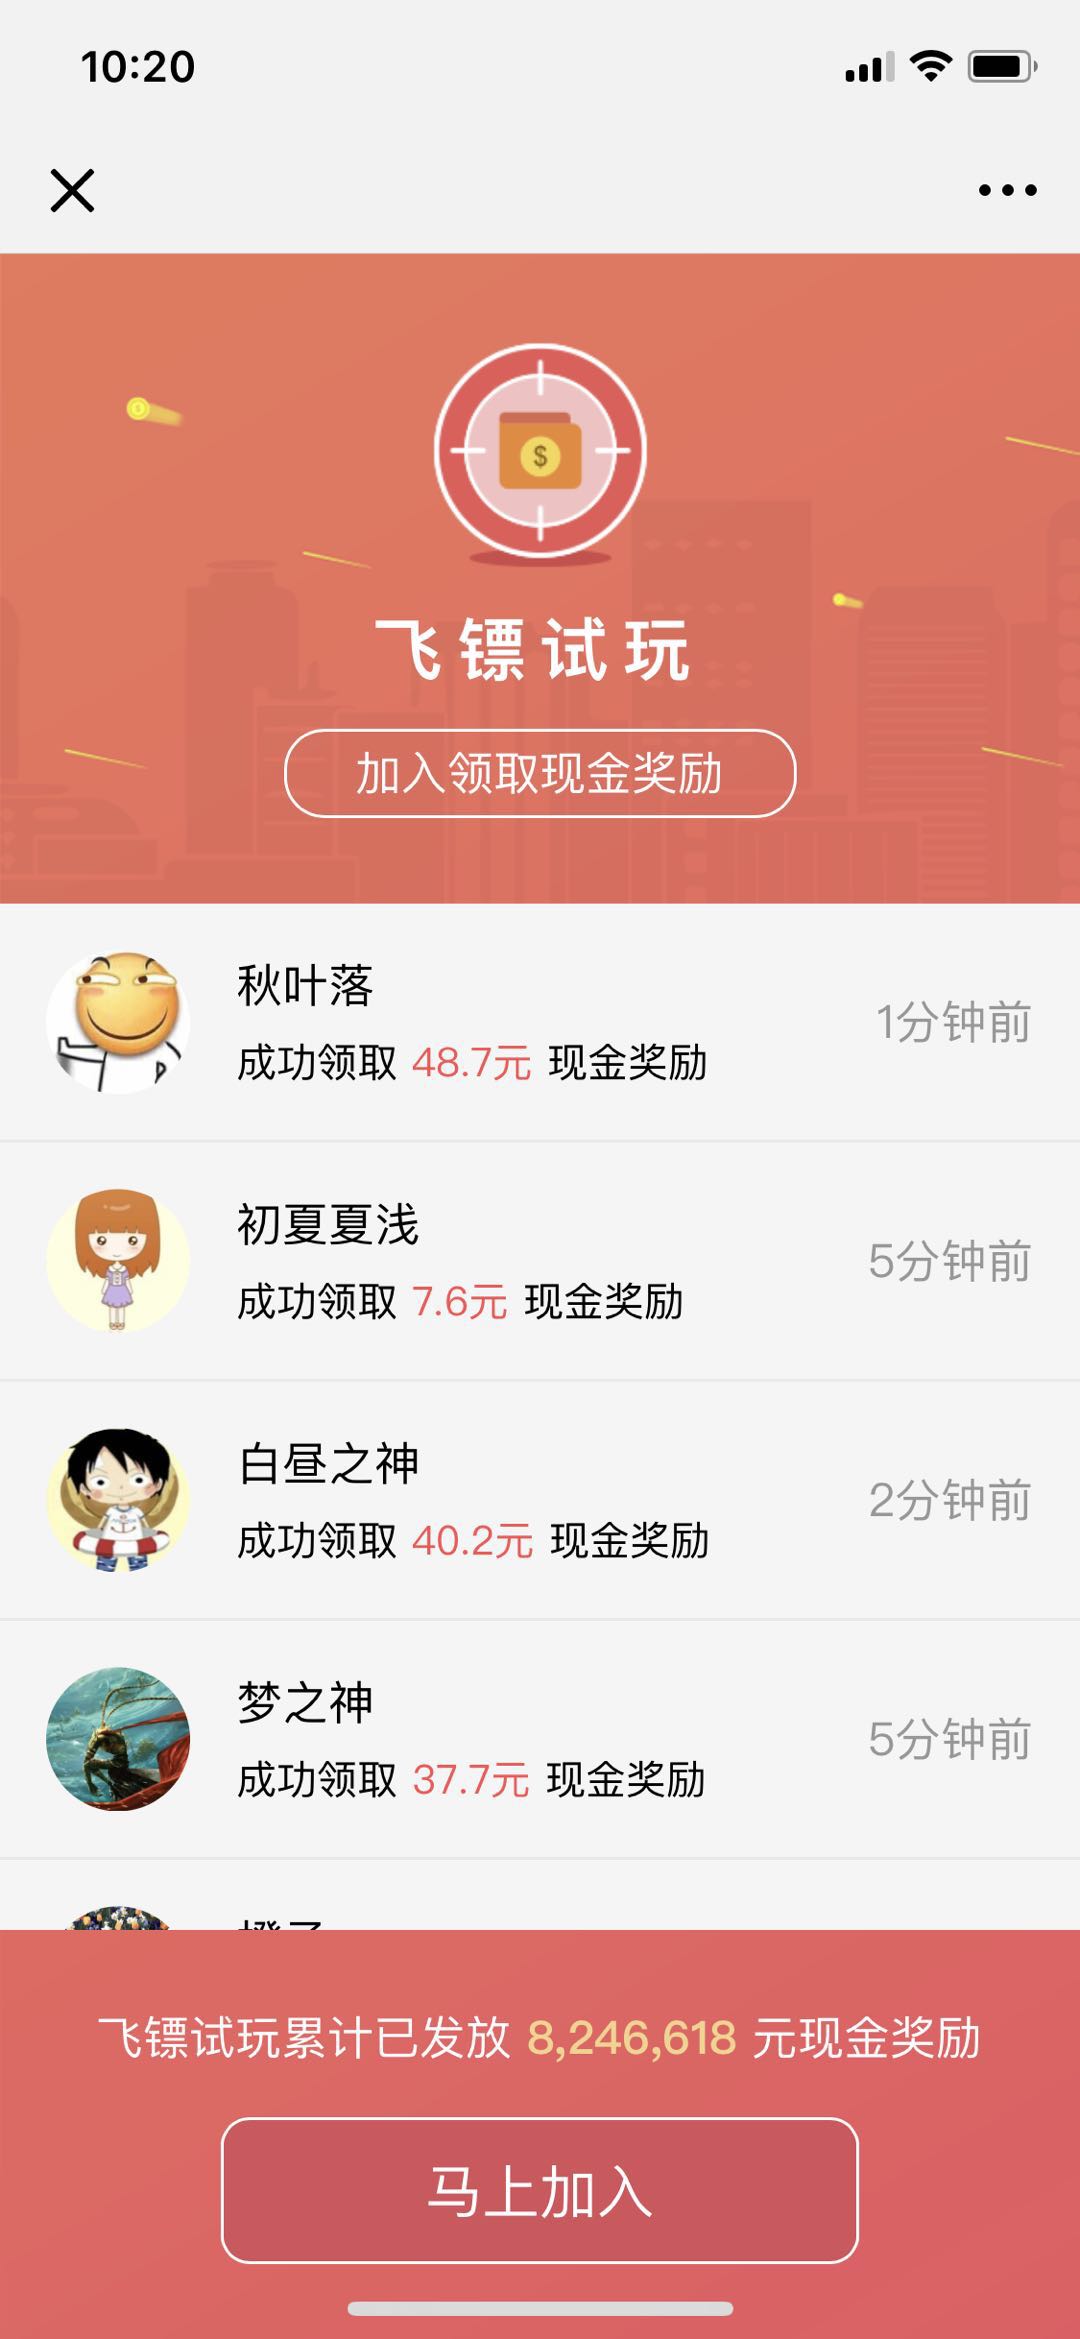 10:20
飞镖试玩
加入领取现金奖励
秋叶落
成功领取 48.7元 现金奖励
1分钟前
初夏夏浅
成功领取 7.6元 现金奖励
5分钟前
白昼之神
成功领取 40.2元 现金奖励
2分钟前
梦之神
成功领取 37.7元 现金奖励
5分钟前
飞镖试玩累计已发放 8,246,618 元现金奖励
马上加入